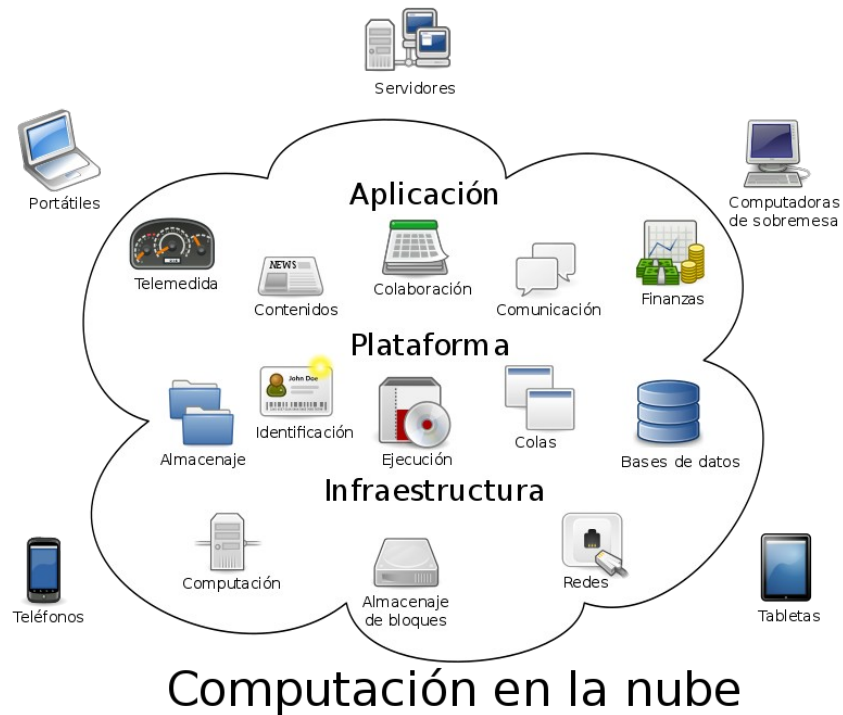 Servidores
Portátiles
Computadoras
de sobremesa
Aplicación
Telemedida
NEWS
Contenidos
Colaboración
Comunicación
Finanzas
Plataforma
Almacenaje
John Doe
Identificación
Ejecución
Colas
Bases de datos
Infraestructura
Computación
Almacenaje
de bloques
Redes
Teléfonos
Tabletas
Computación en la nube